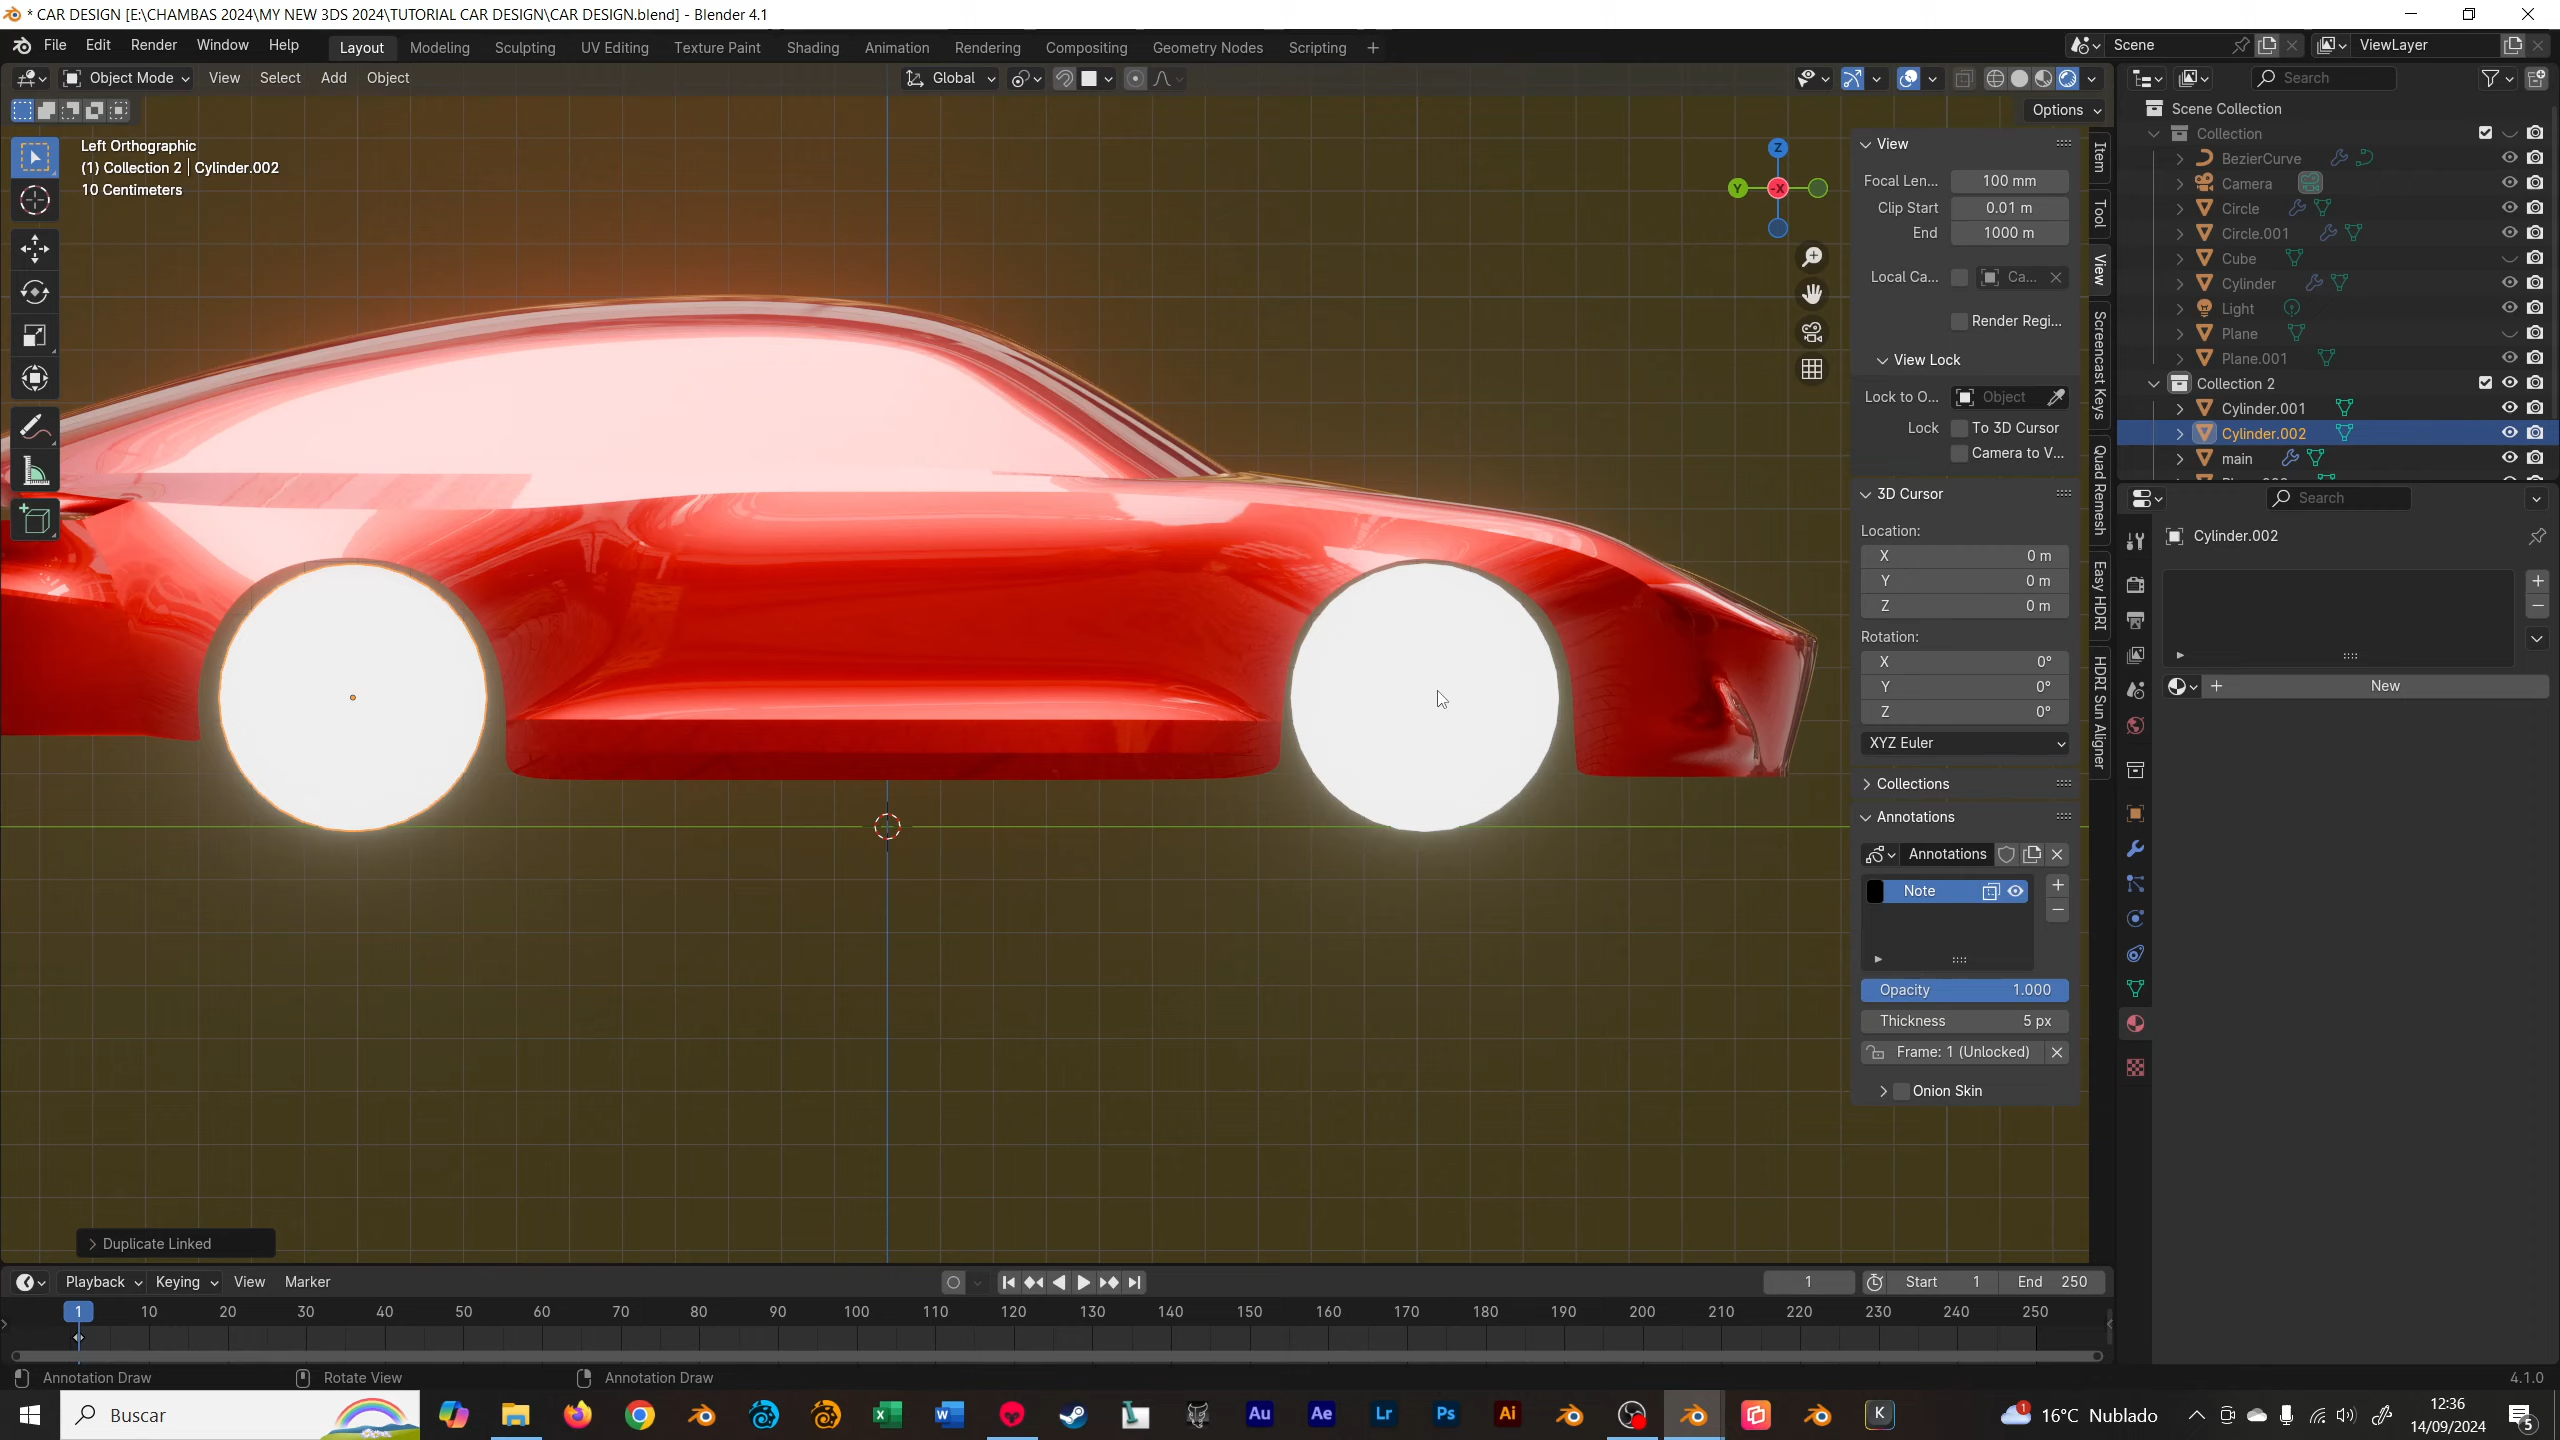 * CAR DESIGN [E:\CHAMBAS 2024\MY NEW 3DS 2024\TUTORIAL CAR DESIGN\CAR DESIGN.blend] - Blender 4.1
File Edit Render Window Help
Layout Modeling Sculpting UV Editing Texture Paint Shading Animation Rendering Compositing Geometry Nodes Scripting +
Scene
ViewLayer
Object Mode View Select Add Object
Global
Search
Options
Left Orthographic
(1) Collection 2 | Cylinder.002
10 Centimeters
Z
Y
-X
View
Focal Len... 100 mm
Clip Start 0.01 m
End 1000 m
Local Ca... Ca...
Render Regi...
View Lock
Lock to O... Object
Lock To 3D Cursor
Camera to V...
3D Cursor
Location:
X 0 m
Y 0 m
Z 0 m
Rotation:
X 0°
Y 0°
Z 0°
XYZ Euler
Collections
Annotations
Annotations
Note
Opacity 1.000
Thickness 5 px
Frame: 1 (Unlocked)
Onion Skin
Item
Tool
View
Screencast Keys
Quad Remesh
Easy HDRI
HDRI Sun Aligner
Scene Collection
Collection
BezierCurve
Camera
Circle
Circle.001
Cube
Cylinder
Light
Plane
Plane.001
Collection 2
Cylinder.001
Cylinder.002
main
Search
Cylinder.002
New
Duplicate Linked
Playback Keying View Marker
1
Start 1
End 250
1 10 20 30 40 50 60 70 80 90 100 110 120 130 140 150 160 170 180 190 200 210 220 230 240 250
Annotation Draw
Rotate View
Annotation Draw
4.1.0
Buscar
Au
Ae
Lr
Ps
Ai
K
1
16°C Nublado
12:36
14/09/2024
5